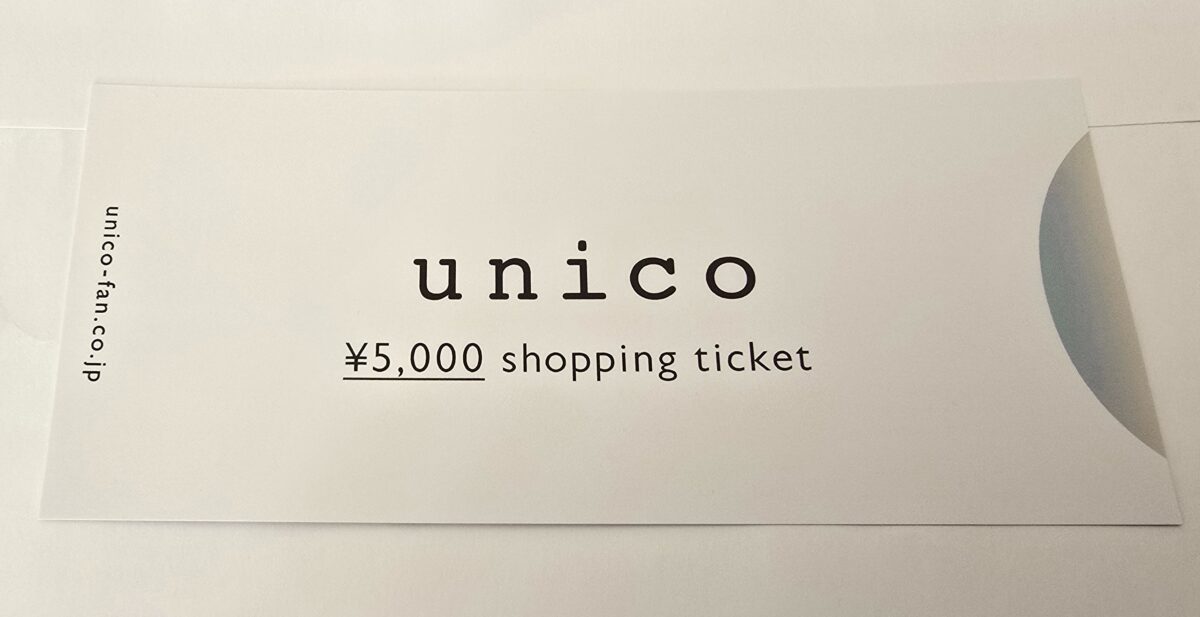 unico
¥5,000 shopping ticket
unico-fan.co.jp